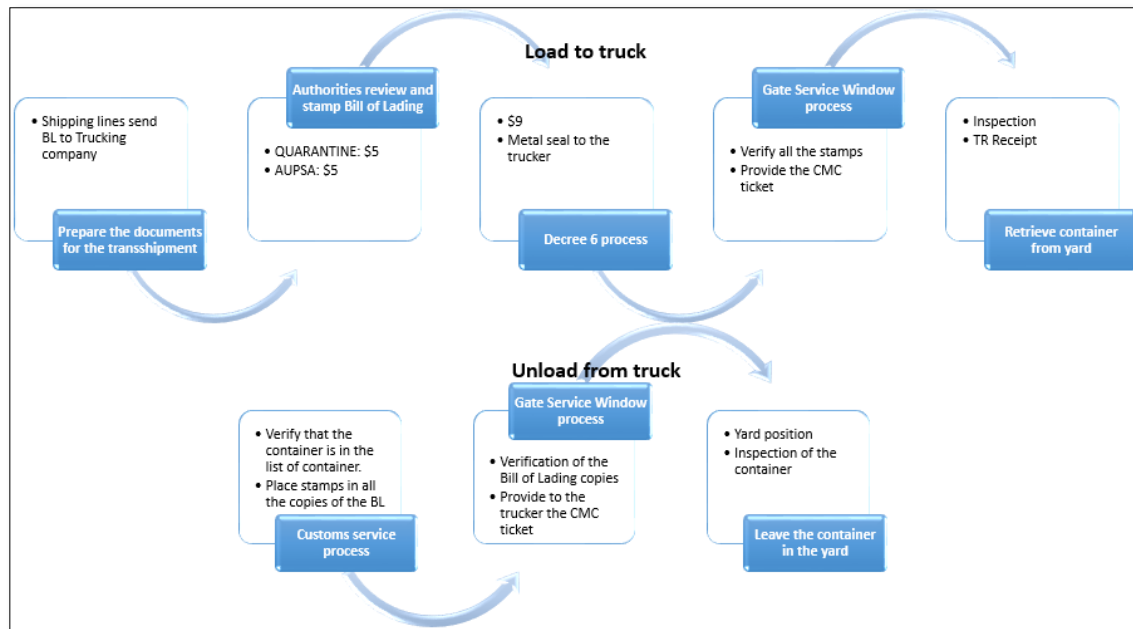 Load to truck
• Shipping lines send
BL to Trucking
company
Prepare the documents
for the transshipment
Authorities review and
stamp Bill of Lading
• QUARANTINE: $5
• AUPSA: $5
• $9
• Metal seal to the
trucker
Decree 6 process
Gate Service Window
process
• Verify all the stamps
• Provide the CMC
ticket
• Inspection
• TR Receipt
Retrieve container
from yard
Unload from truck
• Verify that the
container is in the
list of container.
• Place stamps in all
the copies of the BL
Customs service
process
Gate Service Window
process
• Verification of the
Bill of Lading copies
• Provide to the
trucker the CMC
ticket
• Yard position
• Inspection of the
container
Leave the container
in the yard